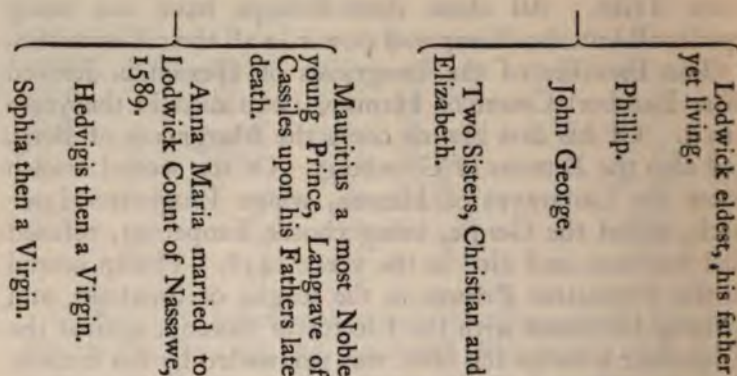 Lodwick eldest, his father
yet living.
Phillip.
John George.
Two Sisters, Christian and
Elizabeth.
Mauritius a most Noble
young Prince, Langrave of
Cassiles upon his Fathers late
death.
Anna Maria married to
Lodwick Count of Nassawe,
1589.
Hedvigis then a Virgin.
Sophia then a Virgin.